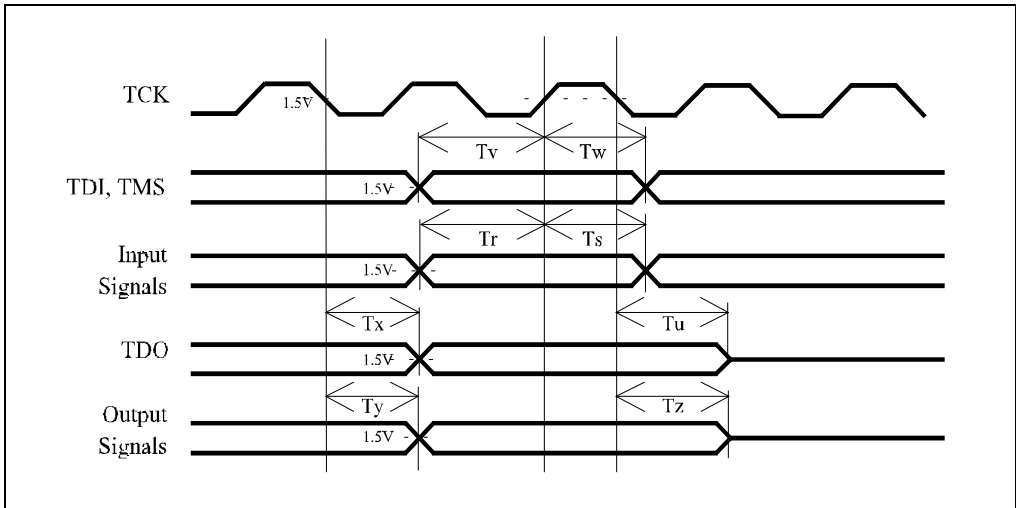 TCK
1.5V
Tv Tw
TDI, TMS
1.5V
Tr Ts
Input
Signals
1.5V
Tx Tu
TDO
1.5V
Ty Tz
Output
Signals
1.5V